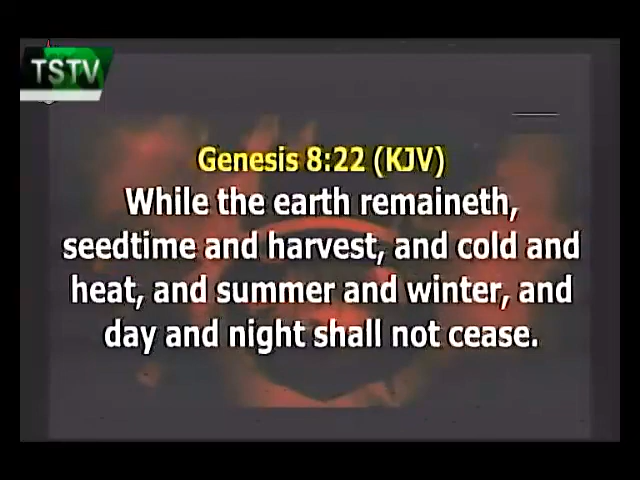 TSTV
Genesis 8:22 (KJV)
While the earth remaineth,
seedtime and harvest, and cold and
heat, and summer and winter, and
day and night shall not cease.